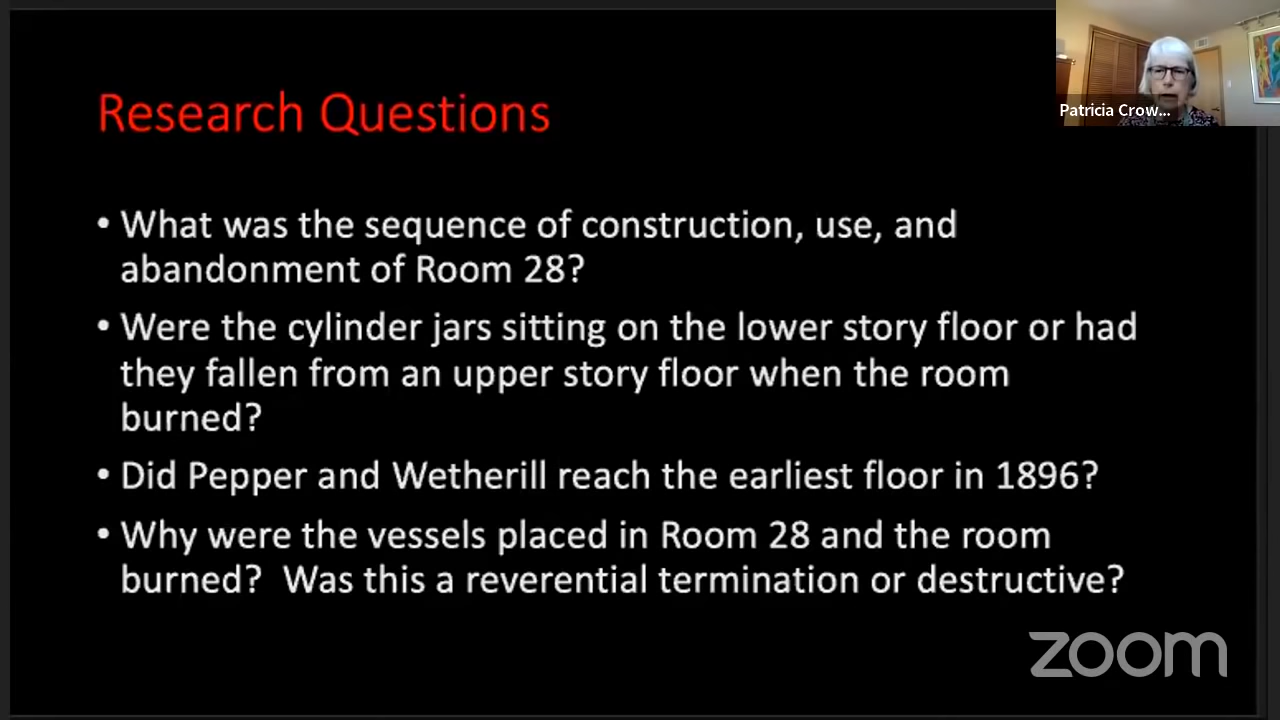 Research Questions
Patricia Crow...
• What was the sequence of construction, use, and
abandonment of Room 28?
• Were the cylinder jars sitting on the lower story floor or had
they fallen from an upper story floor when the room
burned?
• Did Pepper and Wetherill reach the earliest floor in 1896?
• Why were the vessels placed in Room 28 and the room
burned?  Was this a reverential termination or destructive?
zoom